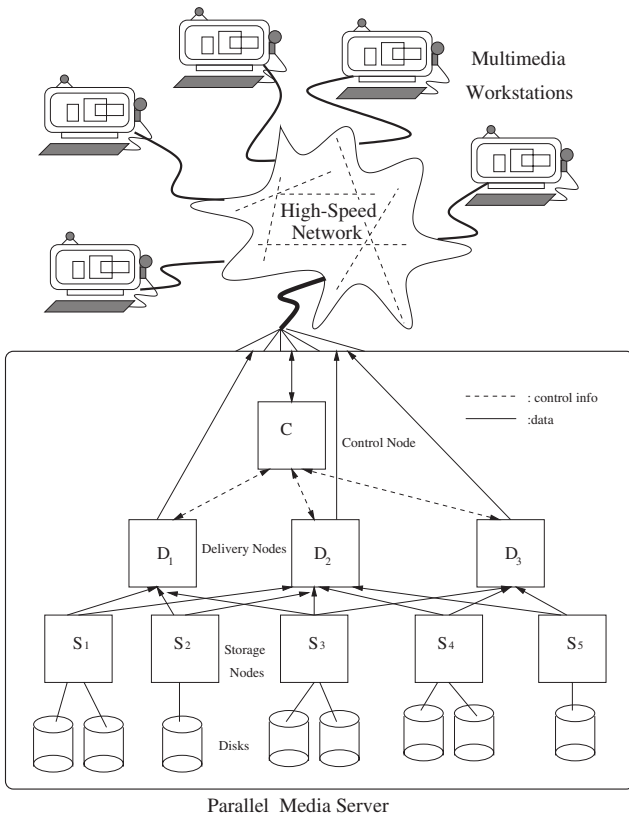 Multimedia
Workstations
High-Speed
Network
: control info
:data
C
Control Node
D1
Delivery Nodes
D2
D3
S1
S2
Storage
Nodes
S3
S4
S5
Disks
Parallel Media Server